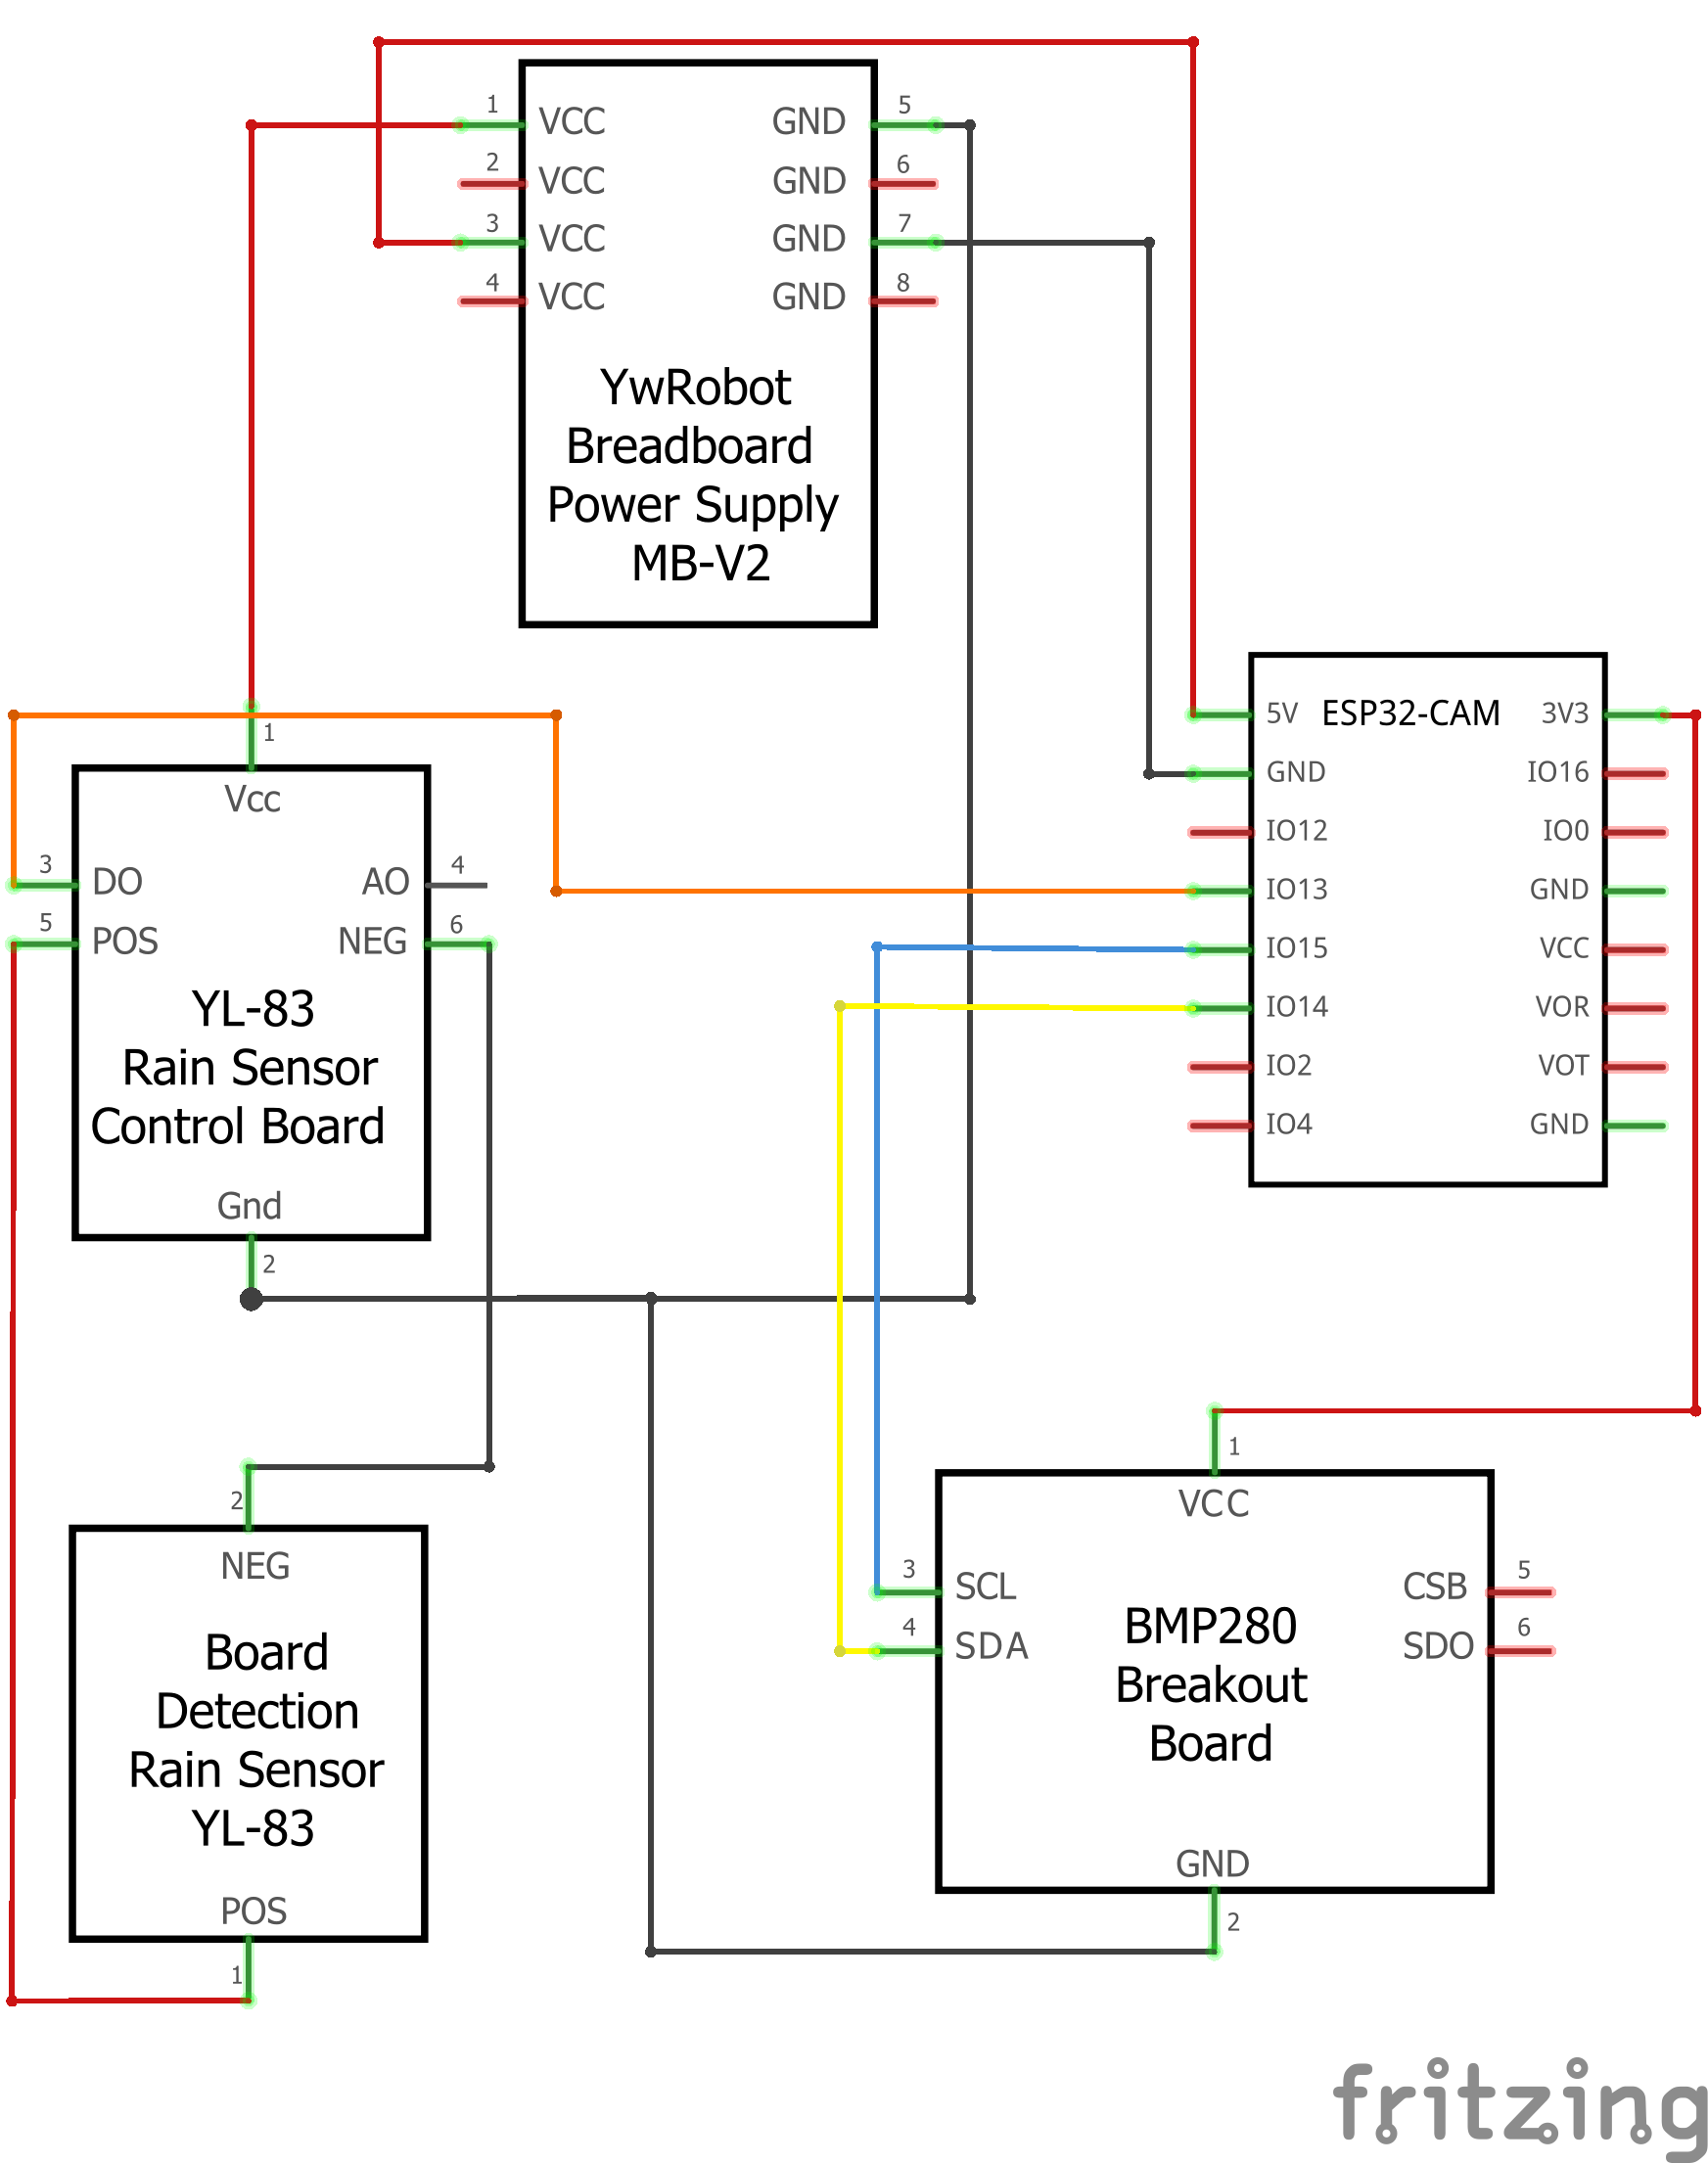 1 VCC GND 5
2 VCC GND 6
3 VCC GND 7
4 VCC GND 8
YwRobot
Breadboard
Power Supply
MB-V2
5V ESP32-CAM 3V3
GND IO16
IO12 IO0
IO13 GND
IO15 VCC
IO14 VOR
IO2 VOT
IO4 GND
1
Vcc
3 DO AO 4
5 POS NEG 6
YL-83
Rain Sensor
Control Board
Gnd
2
2
NEG
Board
Detection
Rain Sensor
YL-83
POS
1
1
VCC
3 SCL CSB 5
4 SDA SDO 6
BMP280
Breakout
Board
GND
2
fritzing